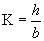 K = h/b